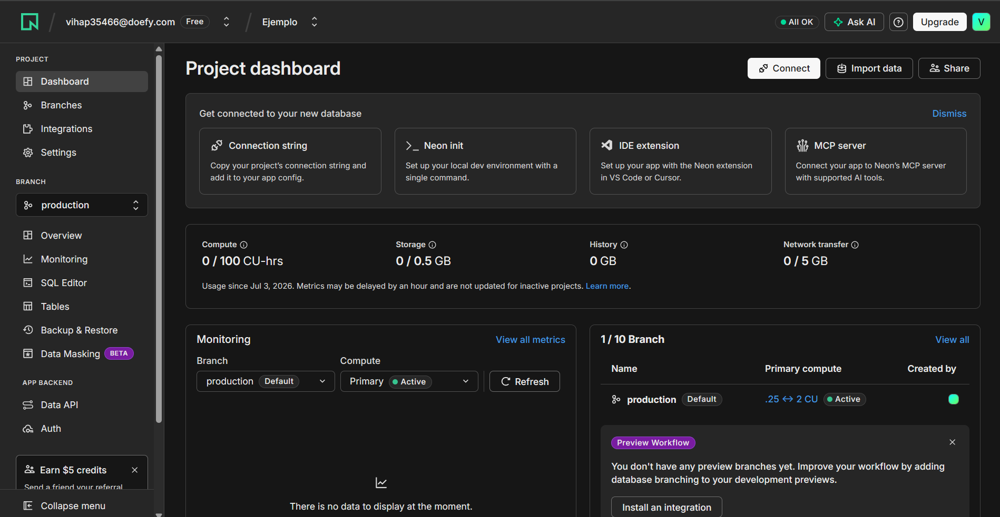 vihap35466@doefy.com Free
Ejemplo
All OK
Ask AI
Upgrade
V
PROJECT
Dashboard
Branches
Integrations
Settings
BRANCH
production
Overview
Monitoring
SQL Editor
Tables
Backup & Restore
Data Masking BETA
APP BACKEND
Data API
Auth
Earn $5 credits
Send a friend your referral
Collapse menu
Project dashboard
Connect
Import data
Share
Get connected to your new database
Dismiss
Connection string
Copy your project's connection string and
add it to your app config.
Neon init
Set up your local dev environment with a
single command.
IDE extension
Set up your app with the Neon extension
in VS Code or Cursor.
MCP server
Connect your app to Neon's MCP server
with supported AI tools.
Compute
0 / 100 CU-hrs
Storage
0 / 0.5 GB
History
0 GB
Network transfer
0 / 5 GB
Usage since Jul 3, 2026. Metrics may be delayed by an hour and are not updated for inactive projects. Learn more.
Monitoring
View all metrics
Branch
production Default
Compute
Primary Active
Refresh
There is no data to display at the moment.
1 / 10 Branch
View all
Name Primary compute Created by
production Default .25 ↔ 2 CU Active
Preview Workflow
You don't have any preview branches yet. Improve your workflow by adding
database branching to your development previews.
Install an integration